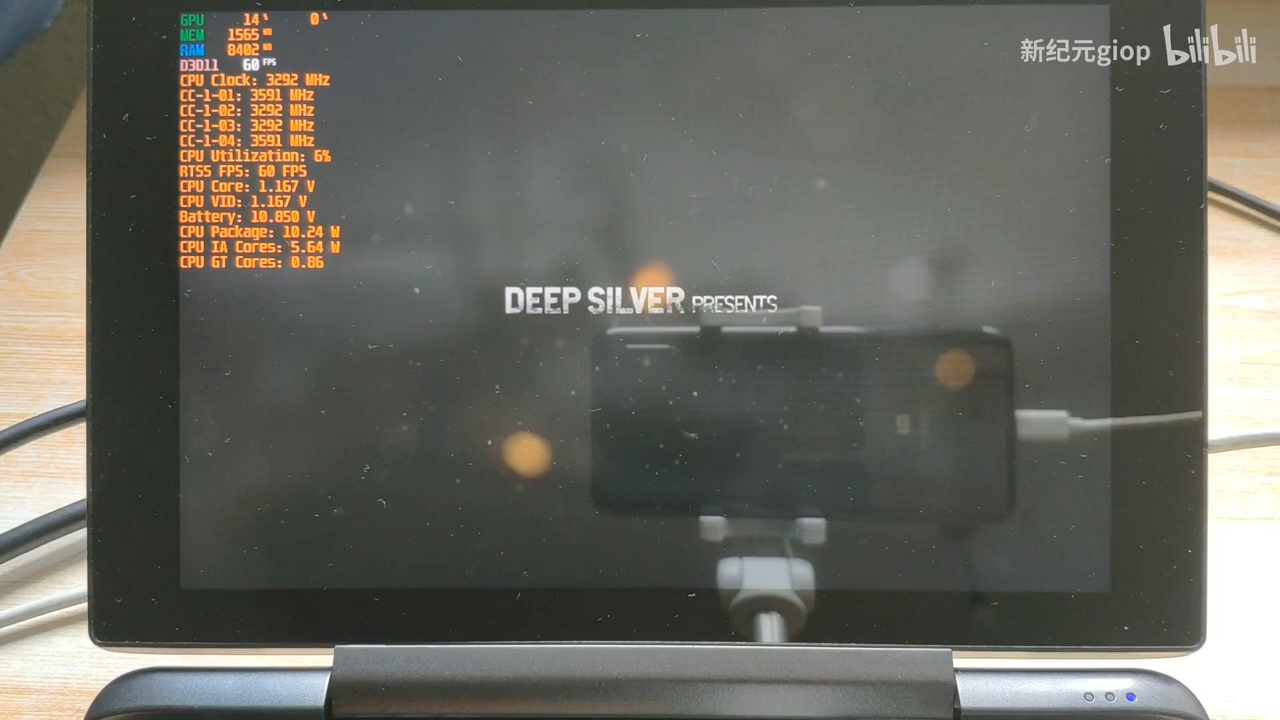 GPU 14% 0%
MEM 1565 MB
RAM 8402 MB
D3D11 60 FPS
CPU Clock: 3292 MHz
CC-1-01: 3591 MHz
CC-1-02: 3292 MHz
CC-1-03: 3292 MHz
CC-1-04: 3591 MHz
CPU Utilization: 6%
RTSS FPS: 60 FPS
CPU Core: 1.167 V
CPU VID: 1.167 V
Battery: 10.850 V
CPU Package: 10.24 W
CPU IA Cores: 5.64 W
CPU GT Cores: 0.86
新纪元giop bilibili
DEEP SILVER PRESENTS